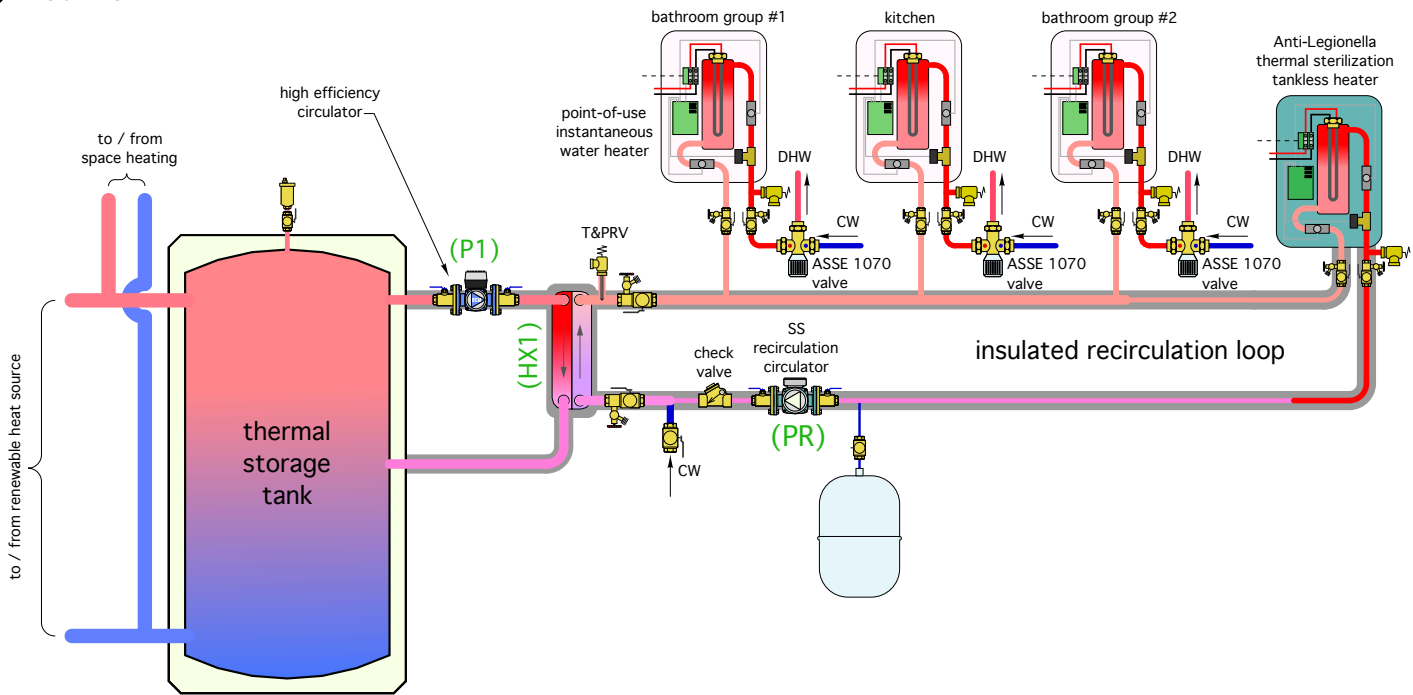 bathroom group #1
kitchen
bathroom group #2
Anti-Legionella
thermal sterilization
tankless heater
high efficiency
circulator
point-of-use
instantaneous
water heater
to / from
space heating
DHW
DHW
DHW
CW
CW
CW
(P1)
T&PRV
ASSE 1070
valve
ASSE 1070
valve
ASSE 1070
valve
(HX1)
SS
recirculation
circulator
check
valve
insulated recirculation loop
(PR)
CW
thermal
storage
tank
to / from renewable heat source